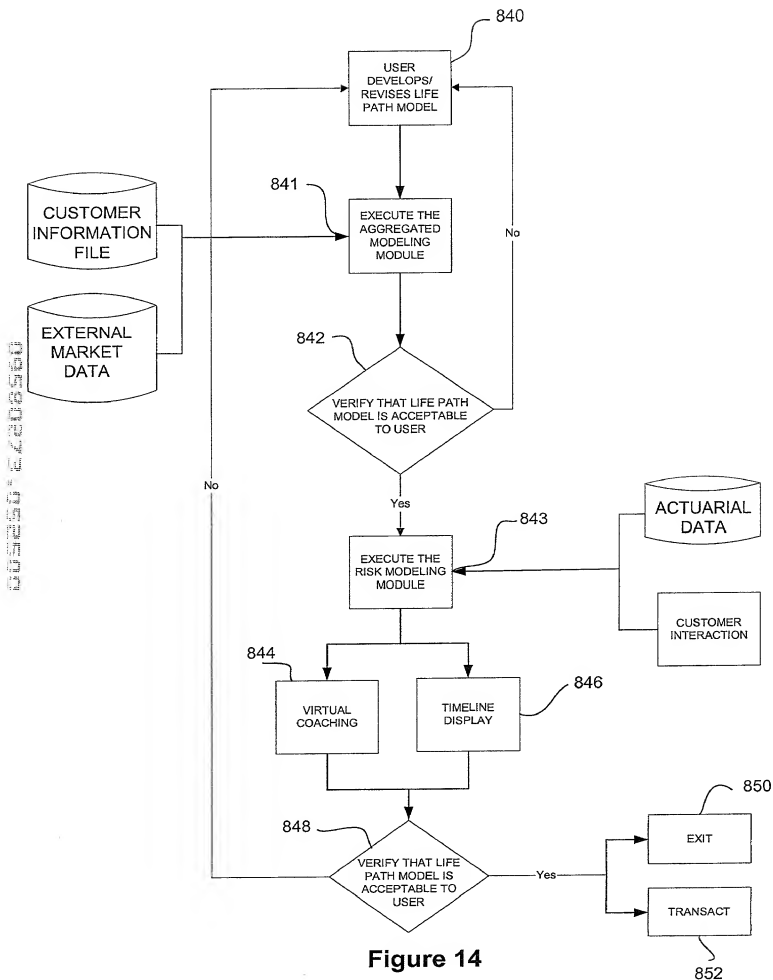 840
USER
DEVELOPS/
REVISES LIFE
PATH MODEL
841
CUSTOMER
INFORMATION
FILE
EXECUTE THE
AGGREGATED
MODELING
MODULE
No
EXTERNAL
MARKET
DATA
842
VERIFY THAT LIFE PATH
MODEL IS ACCEPTABLE
TO USER
No
Yes
843
ACTUARIAL
DATA
EXECUTE THE
RISK MODELING
MODULE
CUSTOMER
INTERACTION
844
VIRTUAL
COACHING
TIMELINE
DISPLAY
846
848
VERIFY THAT LIFE
PATH MODEL IS
ACCEPTABLE TO
USER
Yes
850
EXIT
TRANSACT
852
Figure 14